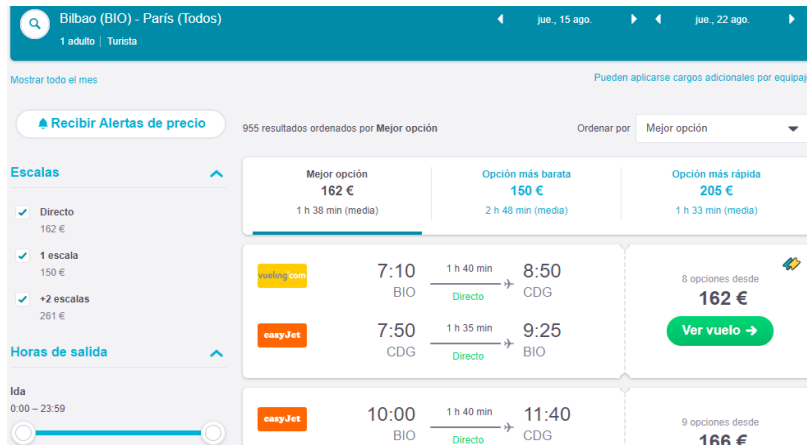 Bilbao (BIO) - París (Todos)
1 adulto | Turista
jue., 15 ago.
jue., 22 ago.
Mostrar todo el mes
Pueden aplicarse cargos adicionales por equipaj
Recibir Alertas de precio
955 resultados ordenados por Mejor opción
Ordenar por
Mejor opción
Escalas
Directo
162 €
1 escala
150 €
+2 escalas
261 €
Horas de salida
Ida
0:00 – 23:59
Mejor opción
162 €
1 h 38 min (media)
Opción más barata
150 €
2 h 48 min (media)
Opción más rápida
205 €
1 h 33 min (media)
vueling.com
7:10
BIO
1 h 40 min
Directo
8:50
CDG
easyJet
7:50
CDG
1 h 35 min
Directo
9:25
BIO
8 opciones desde
162 €
Ver vuelo →
easyJet
10:00
BIO
1 h 40 min
Directo
11:40
CDG
9 opciones desde
166 €